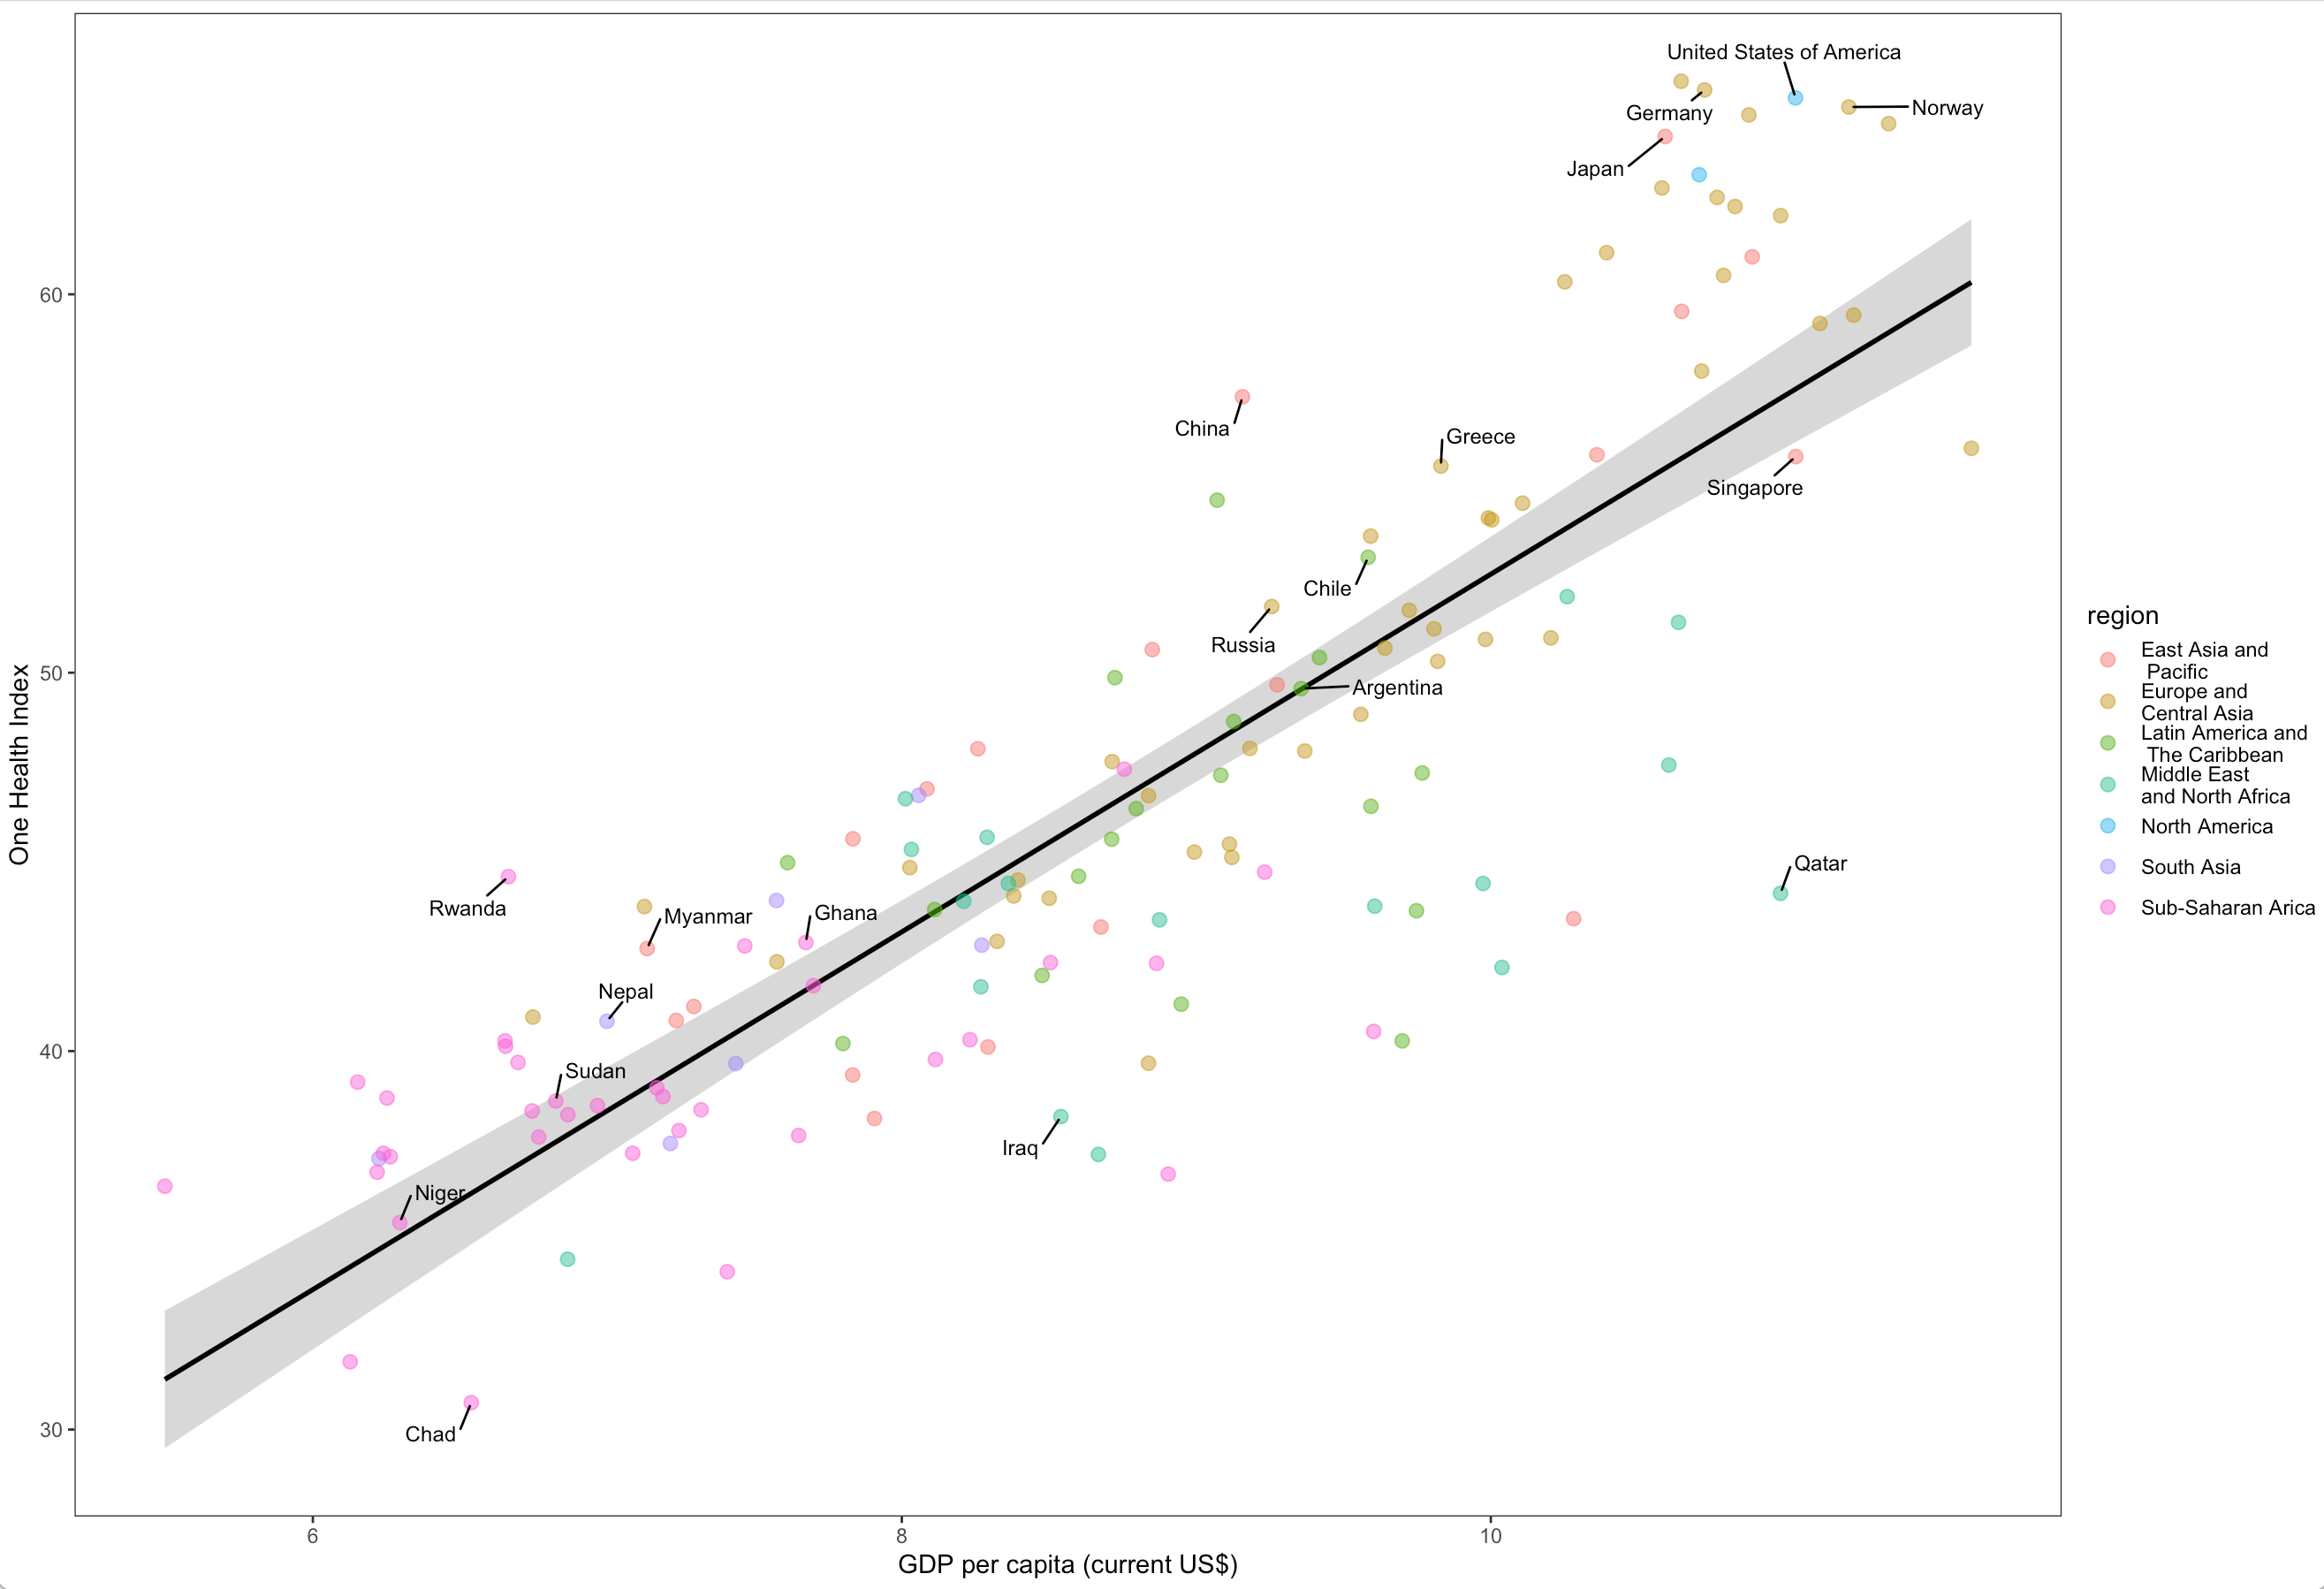 United States of America
Germany
Norway
Japan
60
China
Greece
Singapore
Chile
Russia
50
Argentina
Qatar
Rwanda
Myanmar
Ghana
Nepal
40
Sudan
Iraq
Niger
30
Chad
6
8
10
GDP per capita (current US$)
One Health Index
region
East Asia and
Pacific
Europe and
Central Asia
Latin America and
The Caribbean
Middle East
and North Africa
North America
South Asia
Sub-Saharan Arica